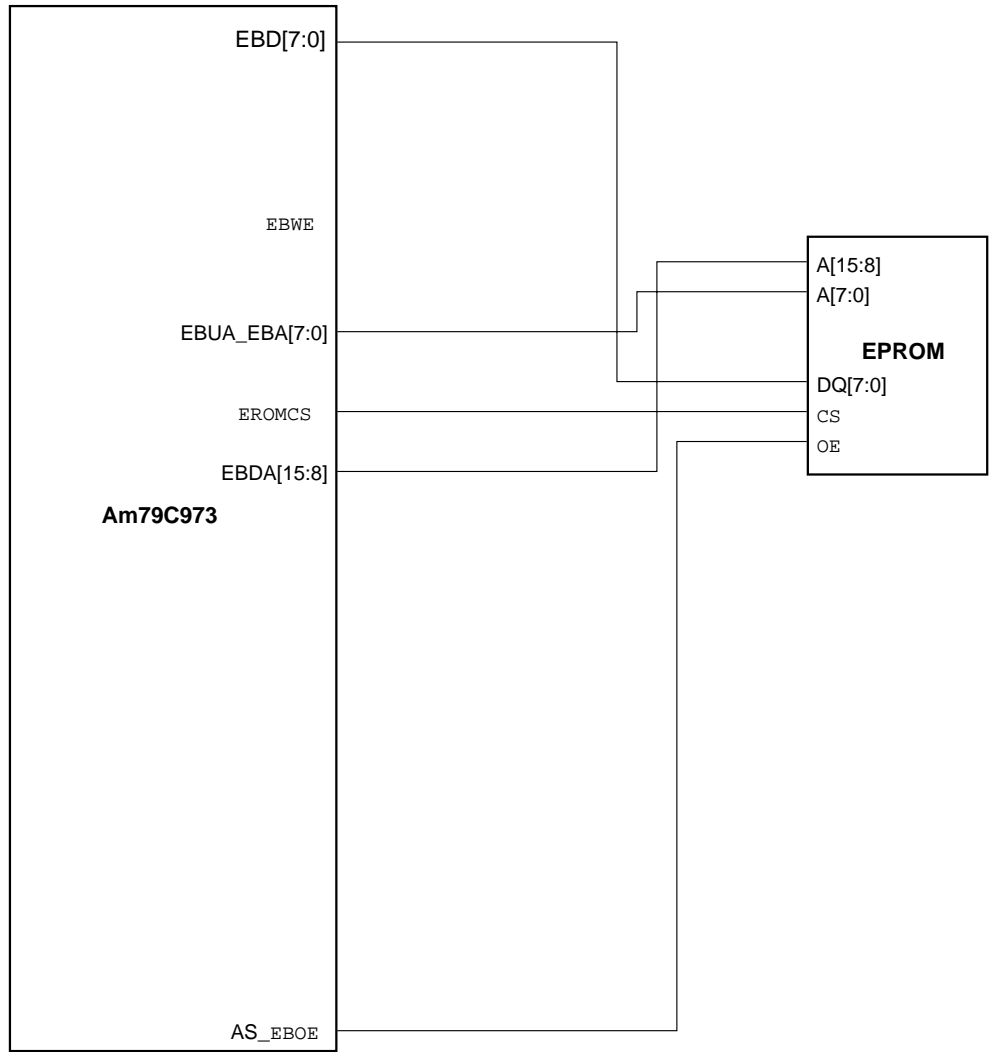 EBD[7:0]
EBWE
EBUA_EBA[7:0]
EROMCS
EBDA[15:8]
Am79C973
AS_EBOE
A[15:8]
A[7:0]
EPROM
DQ[7:0]
CS
OE